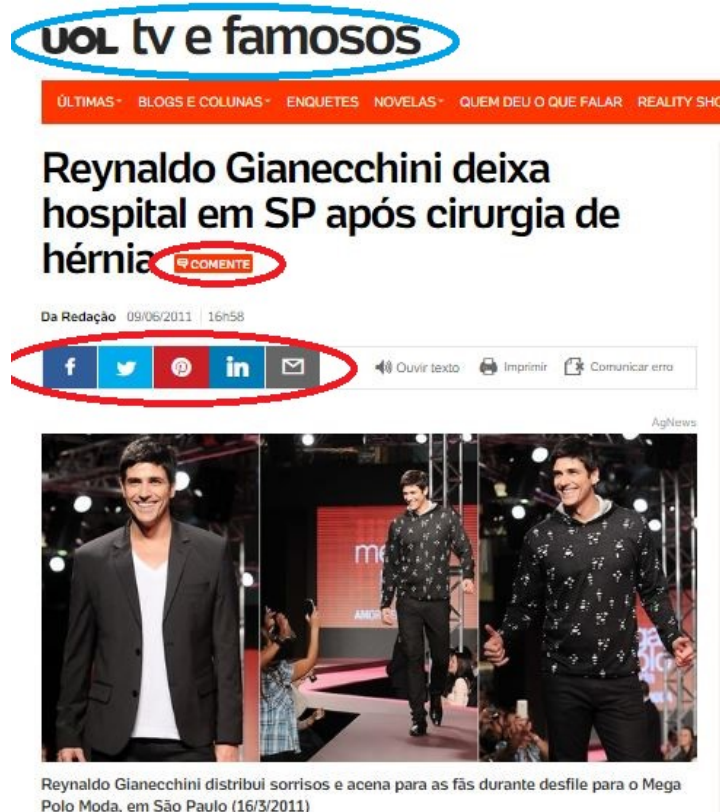 UOL tv e famosos
ÚLTIMAS BLOGS E COLUNAS ENQUETES NOVELAS QUEM DEU O QUE FALAR REALITY SHO
Reynaldo Gianecchini deixa
hospital em SP após cirurgia de
hérnia COMENTE
Da Redação 09/06/2011 16h58
f in Ouvir texto Imprimir Comunicar erro
AgNews
Reynaldo Gianecchini distribui sorrisos e acena para as fãs durante desfile para o Mega
Polo Moda, em São Paulo (16/3/2011)